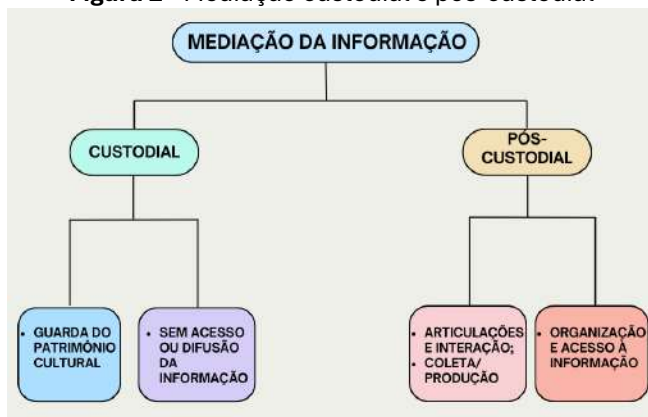 Figura 2 - Mediação custodial e pós-custodial
MEDIAÇÃO DA INFORMAÇÃO
CUSTODIAL
PÓS-
CUSTODIAL
• GUARDA DO
PATRIMÔNIO
CULTURAL
• SEM ACESSO
OU DIFUSÃO
DA
INFORMAÇÃO
• ARTICULAÇÕES
E INTERAÇÃO;
• COLETA/
PRODUÇÃO
• ORGANIZAÇÃO
E ACESSO À
INFORMAÇÃO